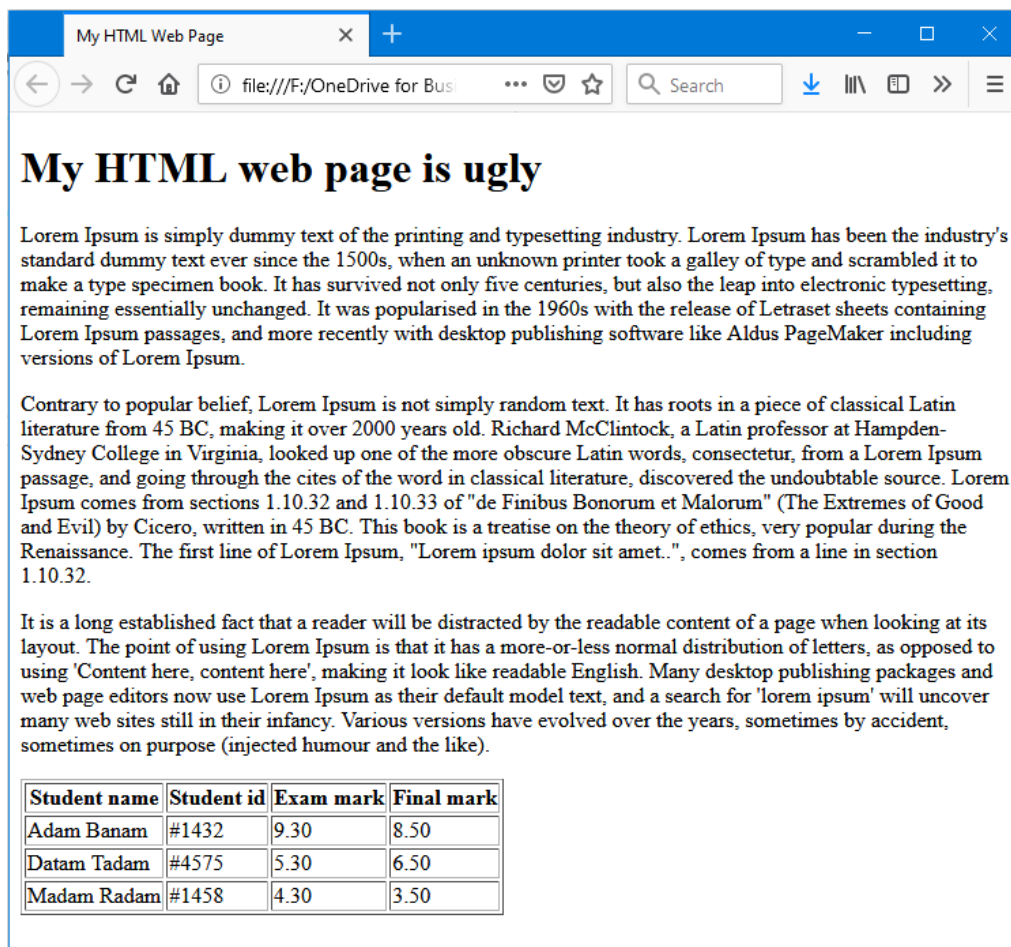 My HTML Web Page
file:///F:/OneDrive for Busi
Search
My HTML web page is ugly
Lorem Ipsum is simply dummy text of the printing and typesetting industry. Lorem Ipsum has been the industry's
standard dummy text ever since the 1500s, when an unknown printer took a galley of type and scrambled it to
make a type specimen book. It has survived not only five centuries, but also the leap into electronic typesetting,
remaining essentially unchanged. It was popularised in the 1960s with the release of Letraset sheets containing
Lorem Ipsum passages, and more recently with desktop publishing software like Aldus PageMaker including
versions of Lorem Ipsum.
Contrary to popular belief, Lorem Ipsum is not simply random text. It has roots in a piece of classical Latin
literature from 45 BC, making it over 2000 years old. Richard McClintock, a Latin professor at Hampden-
Sydney College in Virginia, looked up one of the more obscure Latin words, consectetur, from a Lorem Ipsum
passage, and going through the cites of the word in classical literature, discovered the undoubtable source. Lorem
Ipsum comes from sections 1.10.32 and 1.10.33 of "de Finibus Bonorum et Malorum" (The Extremes of Good
and Evil) by Cicero, written in 45 BC. This book is a treatise on the theory of ethics, very popular during the
Renaissance. The first line of Lorem Ipsum, "Lorem ipsum dolor sit amet..", comes from a line in section
1.10.32.
It is a long established fact that a reader will be distracted by the readable content of a page when looking at its
layout. The point of using Lorem Ipsum is that it has a more-or-less normal distribution of letters, as opposed to
using 'Content here, content here', making it look like readable English. Many desktop publishing packages and
web page editors now use Lorem Ipsum as their default model text, and a search for 'lorem ipsum' will uncover
many web sites still in their infancy. Various versions have evolved over the years, sometimes by accident,
sometimes on purpose (injected humour and the like).
Student name Student id Exam mark Final mark
Adam Banam #1432 9.30 8.50
Datam Tadam #4575 5.30 6.50
Madam Radam #1458 4.30 3.50